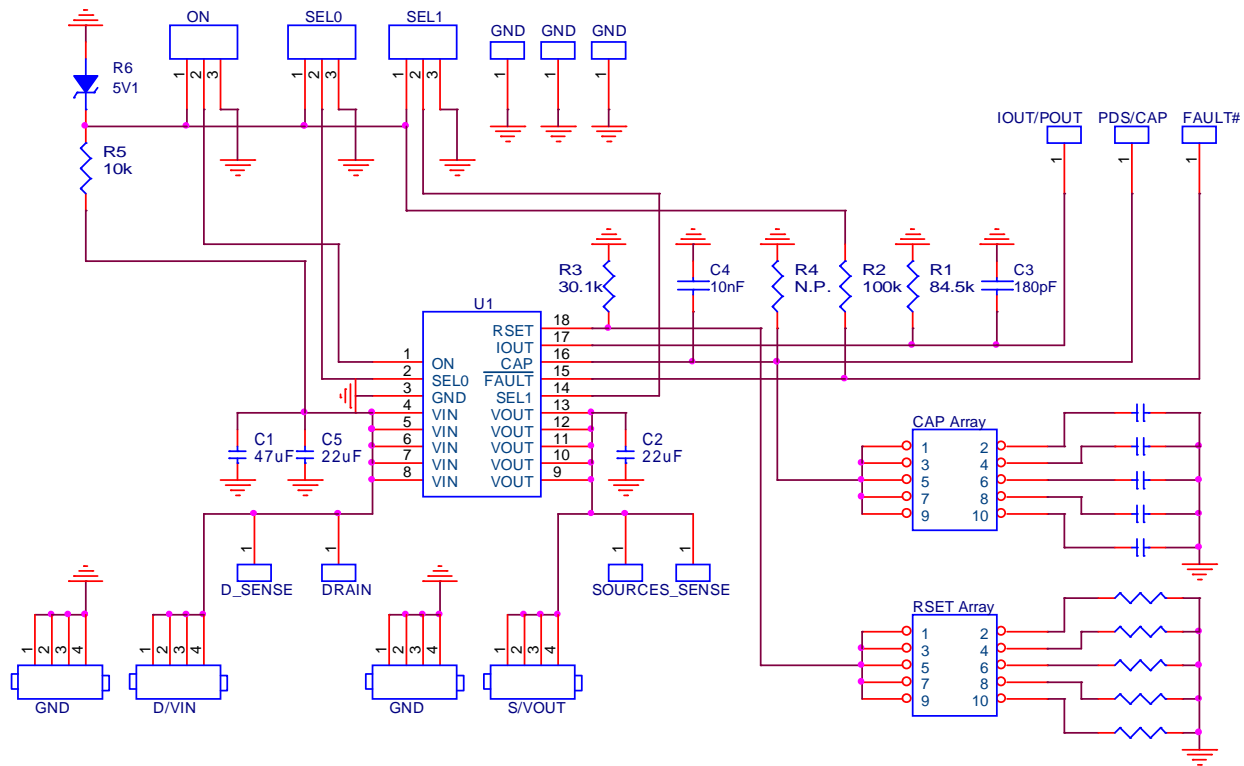 ON
SEL0
SEL1
GND
GND
GND
1
2
3
1
2
3
1
2
3
1
1
1
R6
5V1
R5
10k
IOUT/POUT
PDS/CAP
FAULT#
1
1
1
R3
30.1k
C4
10nF
R4
N.P.
R2
100k
R1
84.5k
C3
180pF
U1
1 ON
2 SEL0
3 GND
4 VIN
5 VIN
6 VIN
7 VIN
8 VIN
RSET 18
IOUT 17
CAP 16
FAULT 15
SEL1 14
VOUT 13
VOUT 12
VOUT 11
VOUT 10
VOUT 9
C1
47uF
C5
22uF
C2
22uF
CAP Array
1 2
3 4
5 6
7 8
9 10
1
D_SENSE
1
DRAIN
1
1
SOURCES_SENSE
RSET Array
1 2
3 4
5 6
7 8
9 10
1
2
3
4
GND
1
2
3
4
D/VIN
1
2
3
4
GND
1
2
3
4
S/VOUT